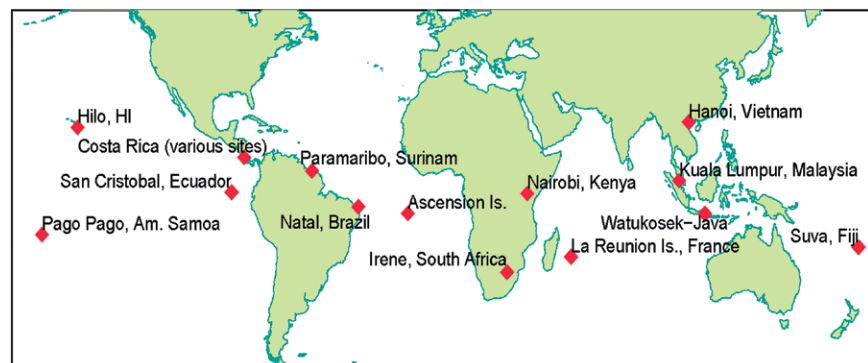 Hilo, HI
Hanoi, Vietnam
Costa Rica (various sites)
Paramaribo, Surinam
Kuala Lumpur, Malaysia
San Cristobal, Ecuador
Nairobi, Kenya
Ascension Is.
Pago Pago, Am. Samoa
Natal, Brazil
Watukosek-Java
Suva, Fiji
La Reunion Is., France
Irene, South Africa